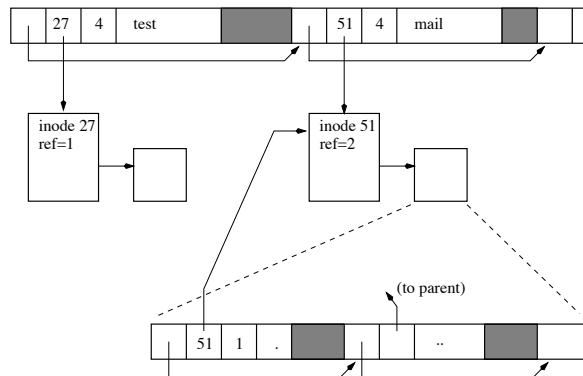 27 4 test 51 4 mail
inode 27
ref=1
inode 51
ref=2
(to parent)
51 1 . ..